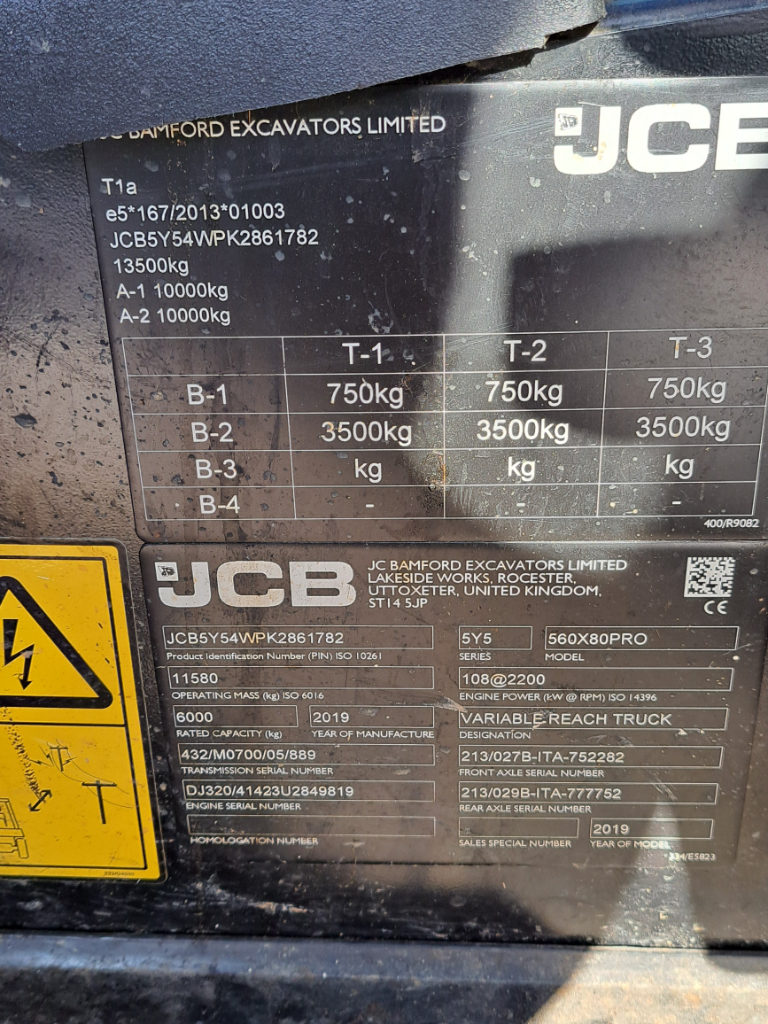 JC BAMFORD EXCAVATORS LIMITED
JCB
T1a
e5*167/2013*01003
JCB5Y54WPK2861782
13500kg
A-1 10000kg
A-2 10000kg
T-1 T-2 T-3
B-1 750kg 750kg 750kg
B-2 3500kg 3500kg 3500kg
B-3 kg kg kg
B-4 - - -
400/R9082
JCB
JC BAMFORD EXCAVATORS LIMITED
LAKESIDE WORKS, ROCESTER,
UTTOXETER, UNITED KINGDOM,
ST14 5JP
CE
JCB5Y54WPK2861782 5Y5 560X80PRO
Product Identification Number (PIN) ISO 10261 SERIES MODEL
11580 108@2200
OPERATING MASS (kg) ISO 6016 ENGINE POWER (kW @ RPM) ISO 14396
6000 2019 VARIABLE REACH TRUCK
RATED CAPACITY (kg) YEAR OF MANUFACTURE DESIGNATION
432/M0700/05/889 213/027B-ITA-752282
TRANSMISSION SERIAL NUMBER FRONT AXLE SERIAL NUMBER
DJ320/41423U2849819 213/029B-ITA-777752
ENGINE SERIAL NUMBER REAR AXLE SERIAL NUMBER
2019
HOMOLOGATION NUMBER SALES SPECIAL NUMBER YEAR OF MODEL
334/E5823